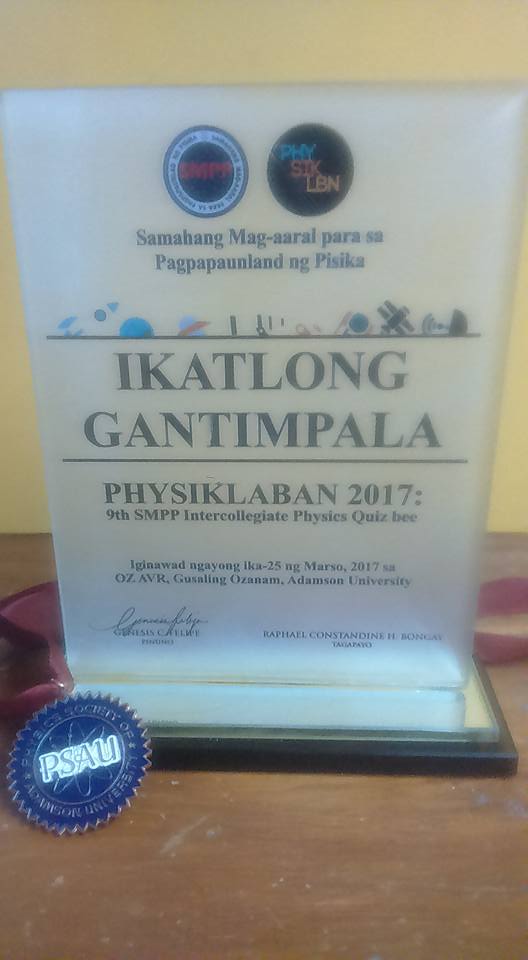 SMPP
PHY
SIK
LBN
Samahang Mag-aaral para sa
Pagpapaunland ng Pisika
IKATLONG
GANTIMPALA
PHYSIKLABAN 2017:
9th SMPP Intercollegiate Physics Quiz bee
Iginawad ngayong ika-25 ng Marso, 2017 sa
OZ AVR, Gusaling Ozanam, Adamson University
GENESIS C. FELIPE
PINUNO
RAPHAEL CONSTANDINE H. BONGAY
TAGAPAYO
PHYSICS SOCIETY OF
PSAU
ADAMSON UNIVERSITY